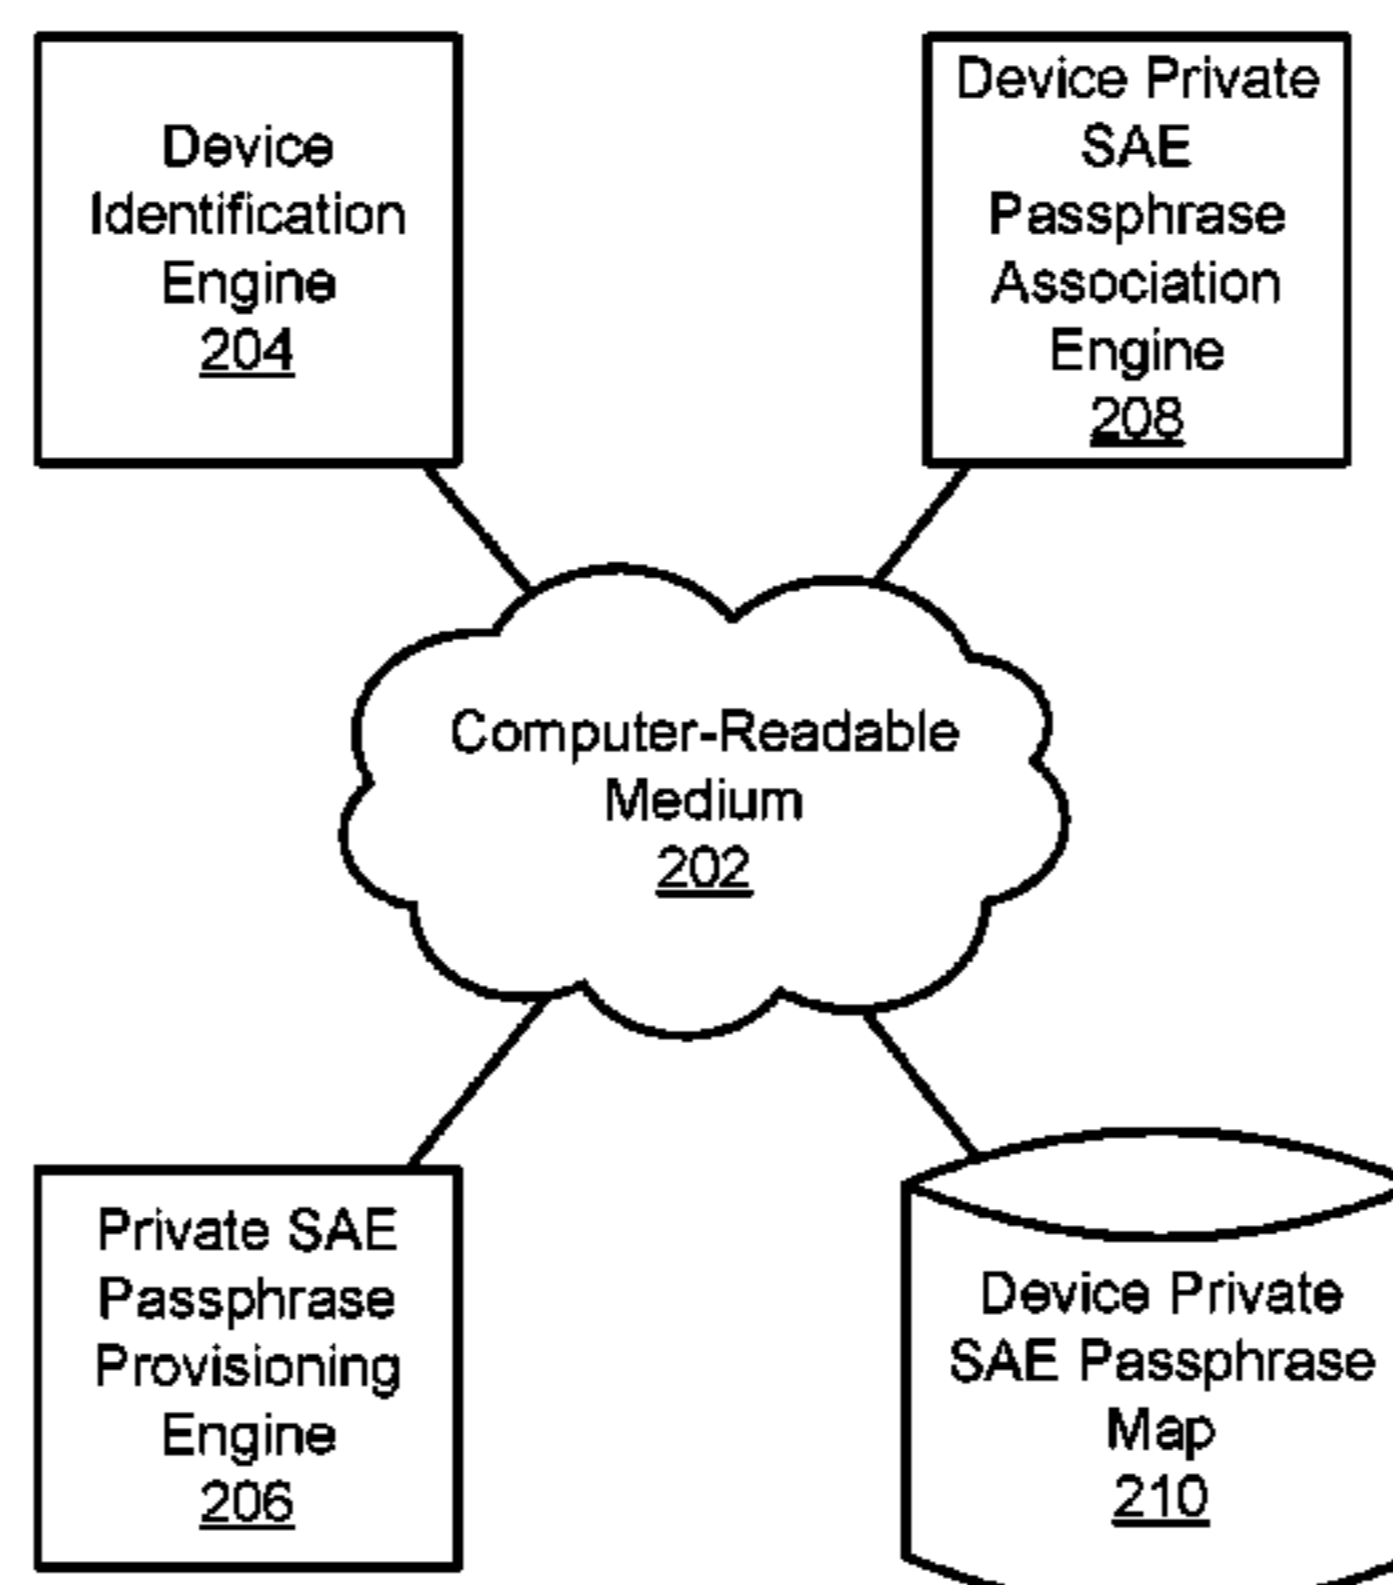 Device
Identification
Engine
204
Device Private
SAE
Passphrase
Association
Engine
208
Computer-Readable
Medium
202
Private SAE
Passphrase
Provisioning
Engine
206
Device Private
SAE Passphrase
Map
210